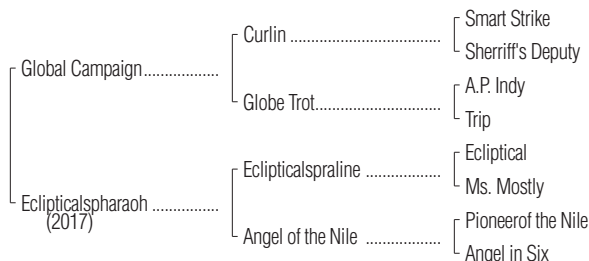 Smart Strike
Curlin
Sherriff's Deputy
Global Campaign
A.P. Indy
Globe Trot
Trip
Ecliptical
Eclipticalspraline
Ms. Mostly
Eclipticalspharaoh
(2017)
Pioneerof the Nile
Angel of the Nile
Angel in Six